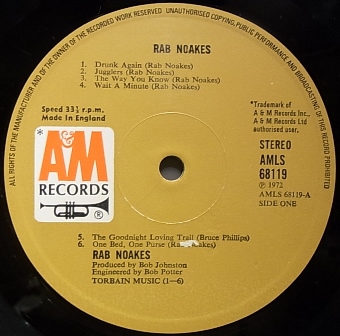 ALL RIGHTS OF THE MANUFACTURER AND OF THE OWNER OF THE RECORDED WORK RESERVED. UNAUTHORISED COPYING, PUBLIC PERFORMANCE AND BROADCASTING OF THIS RECORD PROHIBITED
RAB NOAKES
1. Drunk Again (Rab Noakes)
2. Jugglers (Rab Noakes)
3. The Way You Know (Rab Noakes)
4. Wait A Minute (Rab Noakes)
Speed 33⅓ r.p.m.
Made in England
*
A&M
RECORDS
*Trademark of
A & M Records Inc.,
A & M Records Ltd
authorised user.
STEREO
AMLS
68119
℗ 1972
AMLS 68119-A
SIDE ONE
5. The Goodnight Loving Trail (Bruce Phillips)
6. One Bed, One Purse (Rab Noakes)
RAB NOAKES
Produced by Bob Johnston
Engineered by Bob Potter
TORBAIN MUSIC (1—6)